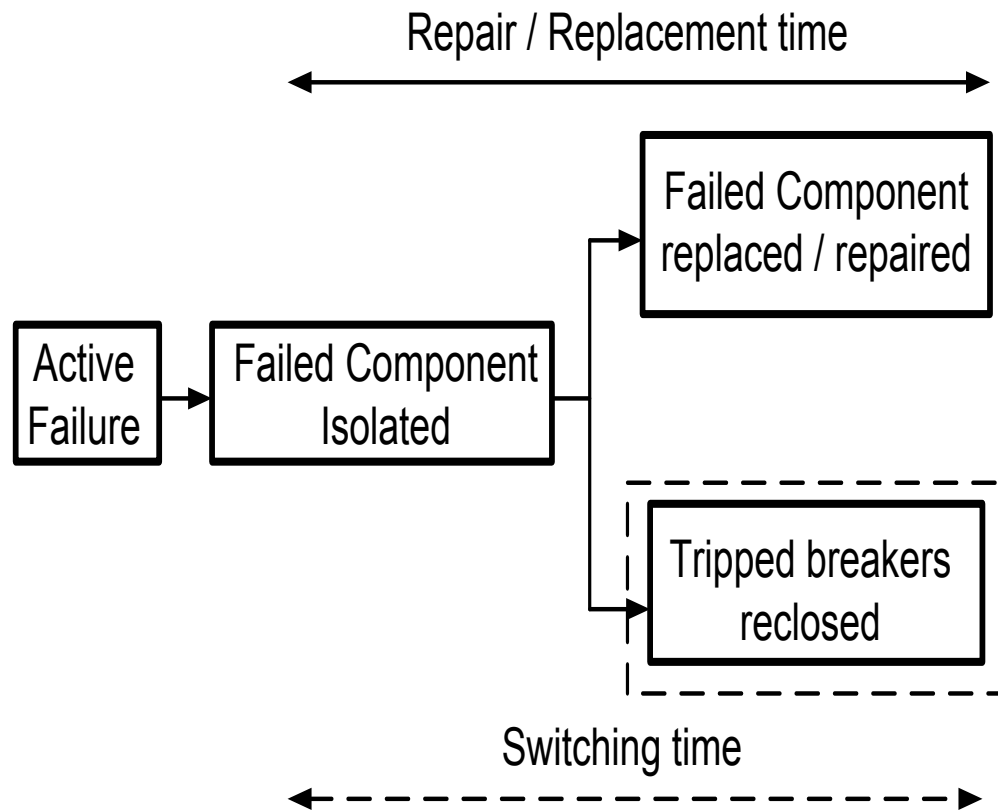 Repair / Replacement time
Failed Component
replaced / repaired
Active
Failure
Failed Component
Isolated
Tripped breakers
reclosed
Switching time